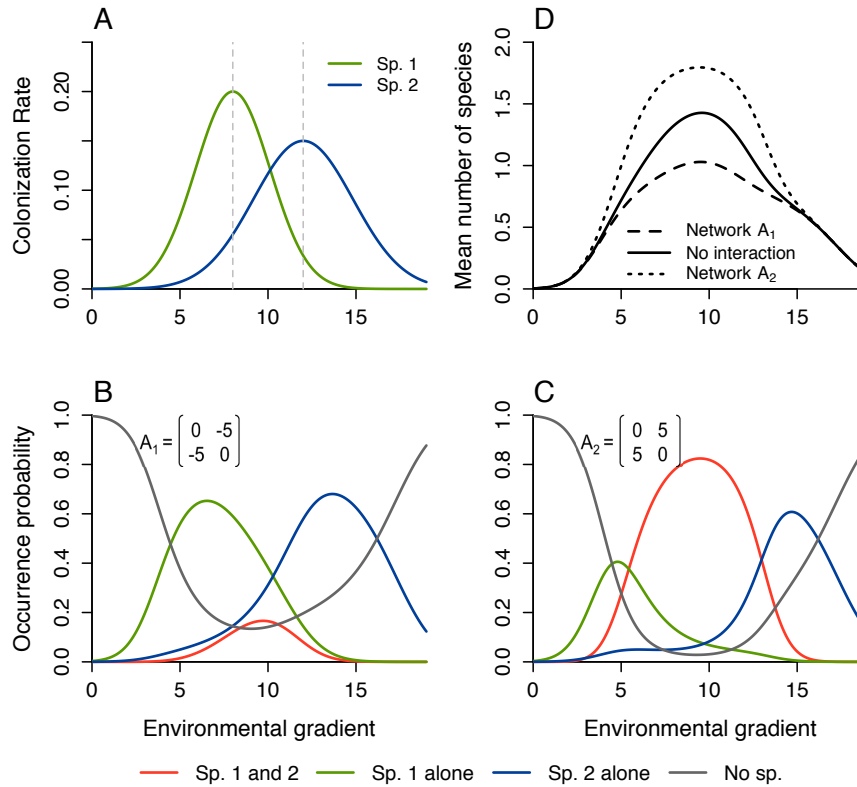 A
Colonization Rate
0.00 0.10 0.20
Sp. 1
Sp. 2
0 5 10 15
D
Mean number of species
0.0 0.5 1.0 1.5 2.0
Network A1
No interaction
Network A2
0 5 10 15
B
Occurrence probability
0.0 0.2 0.4 0.6 0.8 1.0
A1 = 0 -5
-5 0
0 5 10 15
Environmental gradient
C
0.0 0.2 0.4 0.6 0.8 1.0
A2 = 0 5
5 0
0 5 10 15
Environmental gradient
Sp. 1 and 2 Sp. 1 alone Sp. 2 alone No sp.